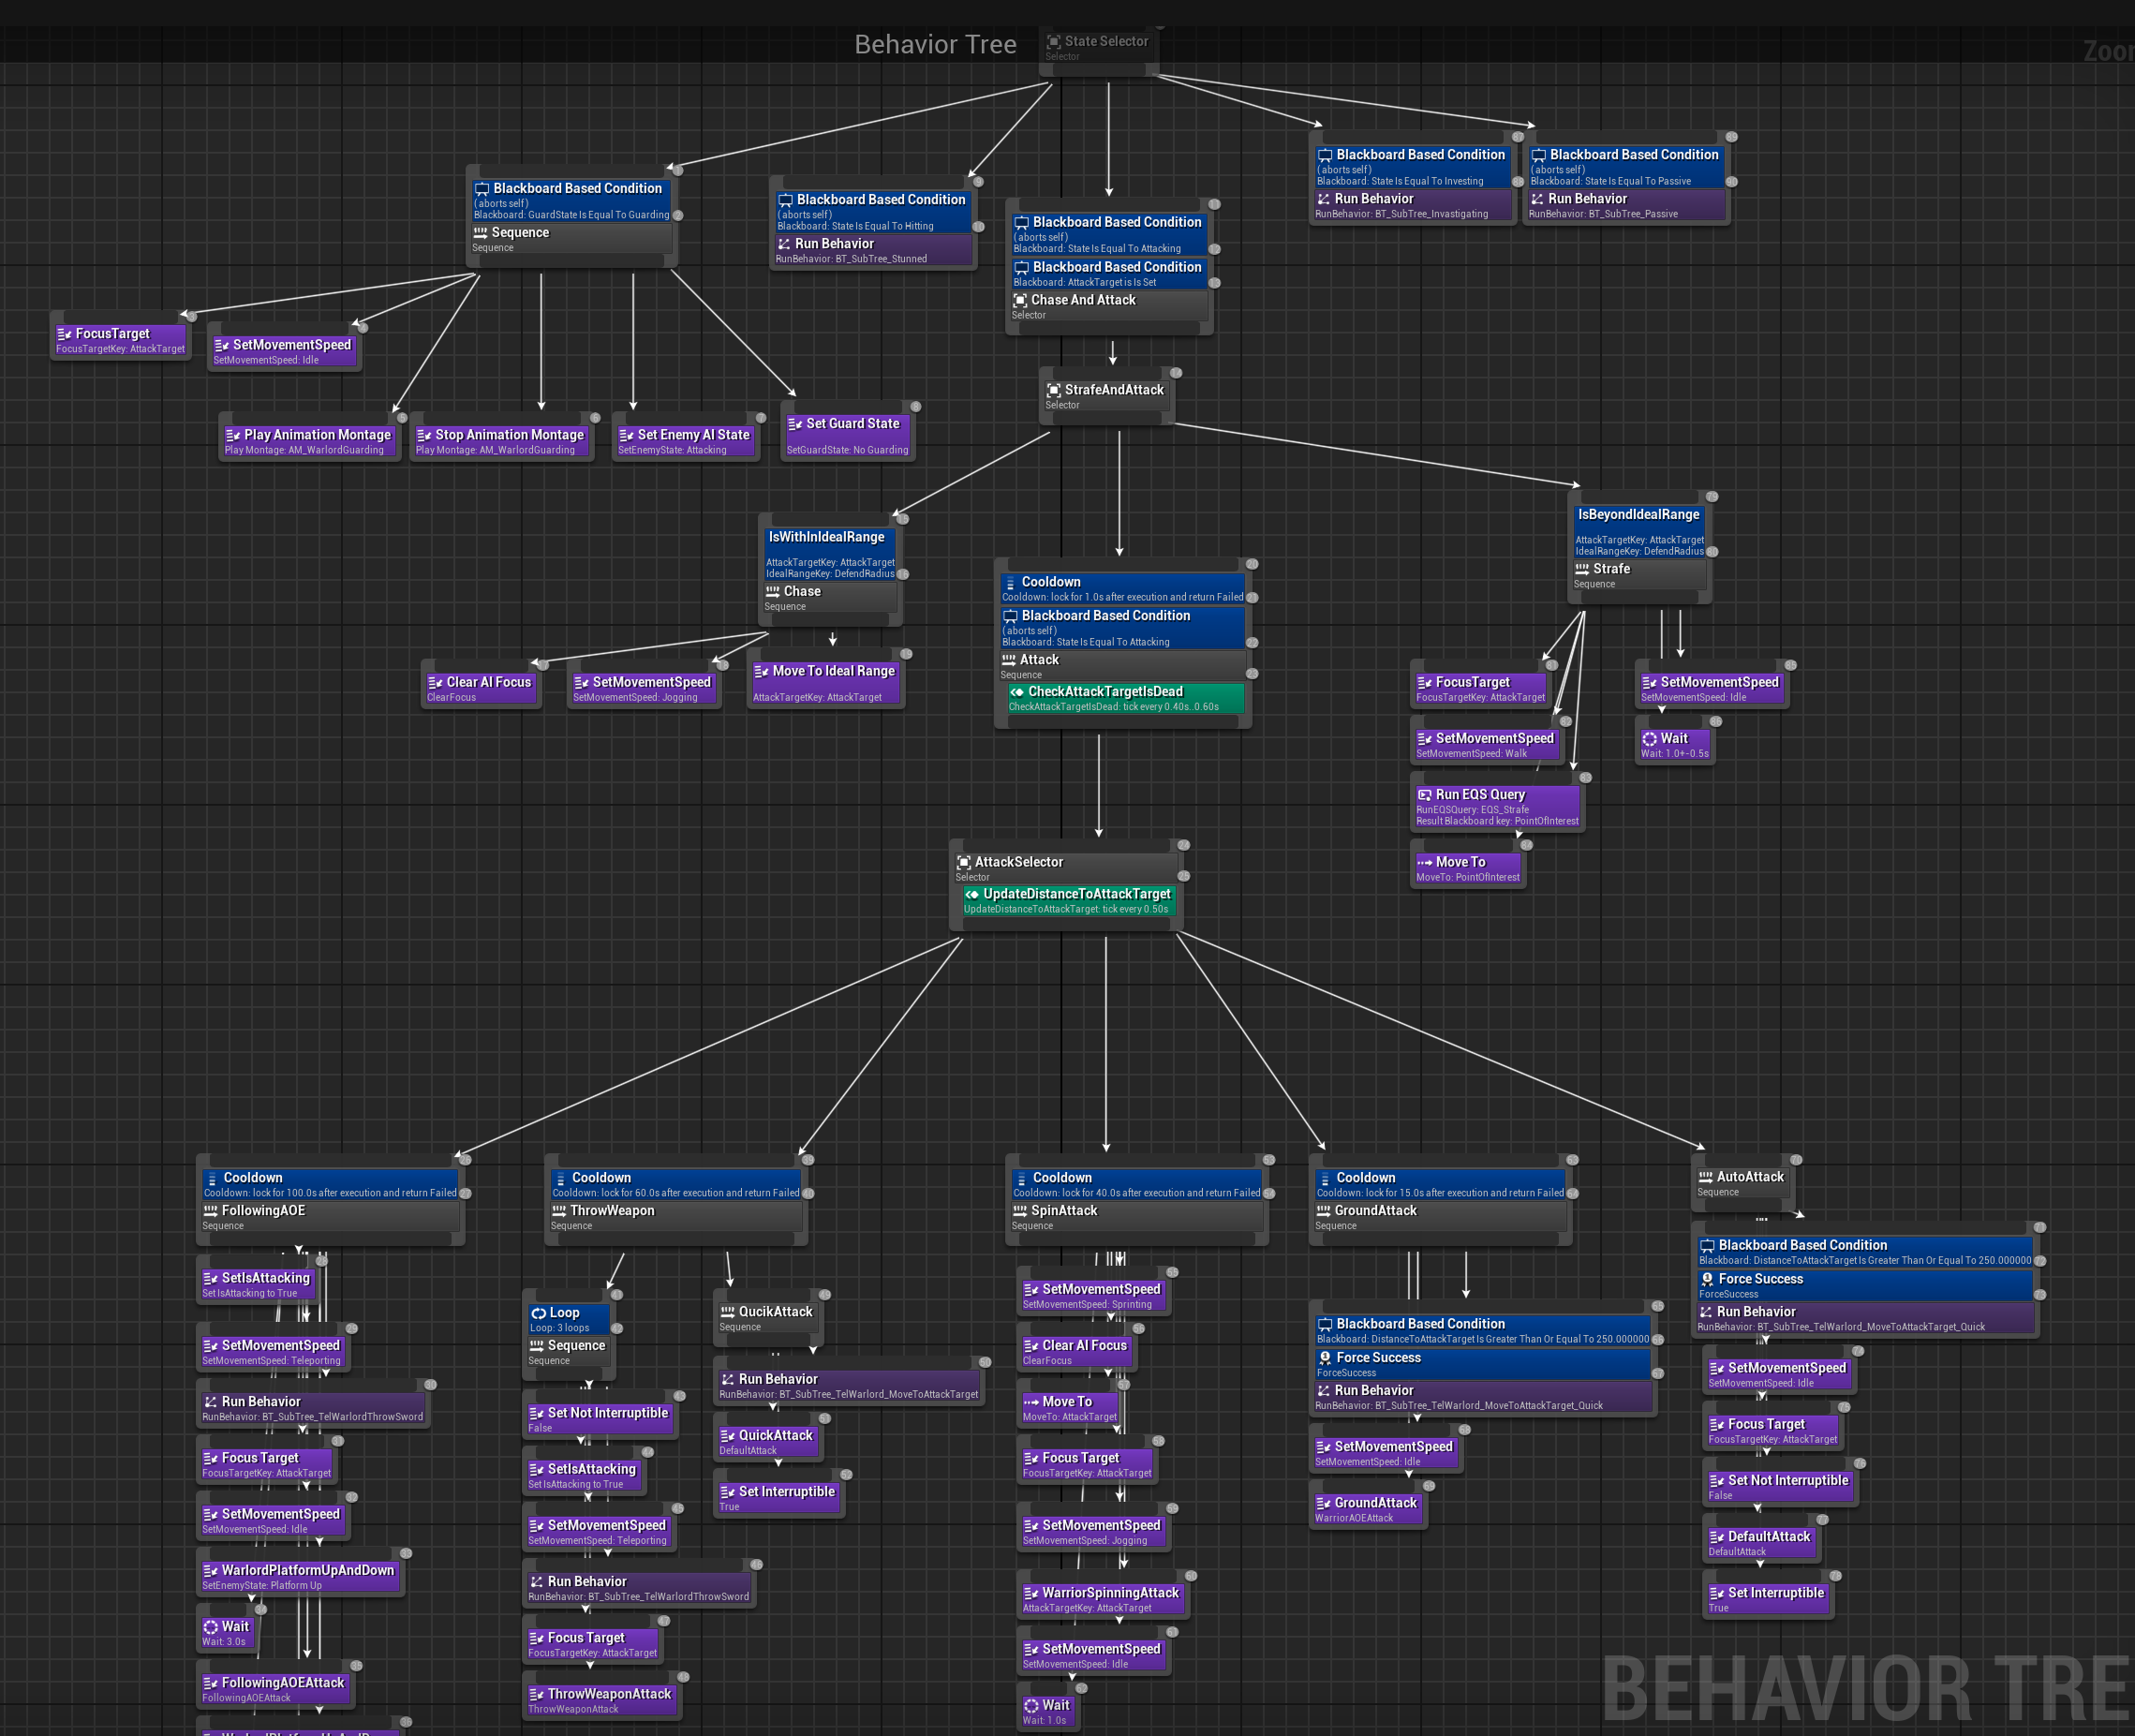 Behavior Tree
State Selector
Selector
Zoo
Blackboard Based Condition
(aborts self)
Blackboard: GuardState Is Equal To Guarding
Sequence
Sequence
Blackboard Based Condition
(aborts self)
Blackboard: State Is Equal To Hitting
Run Behavior
RunBehavior: BT_SubTree_Stunned
Blackboard Based Condition
(aborts self)
Blackboard: State Is Equal To Attacking
Blackboard Based Condition
Blackboard: AttackTarget is Is Set
Chase And Attack
Selector
Blackboard Based Condition
(aborts self)
Blackboard: State Is Equal To Investing
Run Behavior
RunBehavior: BT_SubTree_Invastigating
Blackboard Based Condition
(aborts self)
Blackboard: State Is Equal To Passive
Run Behavior
RunBehavior: BT_SubTree_Passive
FocusTarget
FocusTargetKey: AttackTarget
SetMovementSpeed
SetMovementSpeed: Idle
Play Animation Montage
Play Montage: AM_WarlordGuarding
Stop Animation Montage
Play Montage: AM_WarlordGuarding
Set Enemy AI State
SetEnemyState: Attacking
Set Guard State
SetGuardState: No Guarding
StrafeAndAttack
Selector
IsWithInIdealRange
AttackTargetKey: AttackTarget
IdealRangeKey: DefendRadius
Chase
Sequence
Clear AI Focus
ClearFocus
SetMovementSpeed
SetMovementSpeed: Jogging
Move To Ideal Range
AttackTargetKey: AttackTarget
Cooldown
Cooldown: lock for 1.0s after execution and return Failed
Blackboard Based Condition
(aborts self)
Blackboard: State Is Equal To Attacking
Attack
Sequence
CheckAttackTargetIsDead
CheckAttackTargetIsDead: tick every 0.40s..0.60s
IsBeyondIdealRange
AttackTargetKey: AttackTarget
IdealRangeKey: DefendRadius
Strafe
Sequence
FocusTarget
FocusTargetKey: AttackTarget
SetMovementSpeed
SetMovementSpeed: Walk
Run EQS Query
RunEQSQuery: EQS_Strafe
Result Blackboard key: PointOfInterest
Move To
MoveTo: PointOfInterest
SetMovementSpeed
SetMovementSpeed: Idle
Wait
Wait: 1.0+-0.5s
AttackSelector
Selector
UpdateDistanceToAttackTarget
UpdateDistanceToAttackTarget: tick every 0.50s
Cooldown
Cooldown: lock for 100.0s after execution and return Failed
FollowingAOE
Sequence
SetIsAttacking
Set IsAttacking to True
SetMovementSpeed
SetMovementSpeed: Teleporting
Run Behavior
RunBehavior: BT_SubTree_TelWarlordThrowSword
Focus Target
FocusTargetKey: AttackTarget
SetMovementSpeed
SetMovementSpeed: Idle
WarlordPlatformUpAndDown
SetEnemyState: Platform Up
Wait
Wait: 3.0s
FollowingAOEAttack
FollowingAOEAttack
Cooldown
Cooldown: lock for 60.0s after execution and return Failed
ThrowWeapon
Sequence
Loop
Loop: 3 loops
Sequence
Sequence
Set Not Interruptible
False
SetIsAttacking
Set IsAttacking to True
SetMovementSpeed
SetMovementSpeed: Teleporting
Run Behavior
RunBehavior: BT_SubTree_TelWarlordThrowSword
Focus Target
FocusTargetKey: AttackTarget
ThrowWeaponAttack
ThrowWeaponAttack
QucikAttack
Sequence
Run Behavior
RunBehavior: BT_SubTree_TelWarlord_MoveToAttackTarget
QuickAttack
DefaultAttack
Set Interruptible
True
Cooldown
Cooldown: lock for 40.0s after execution and return Failed
SpinAttack
Sequence
SetMovementSpeed
SetMovementSpeed: Sprinting
Clear AI Focus
ClearFocus
Move To
MoveTo: AttackTarget
Focus Target
FocusTargetKey: AttackTarget
SetMovementSpeed
SetMovementSpeed: Jogging
WarriorSpinningAttack
AttackTargetKey: AttackTarget
SetMovementSpeed
SetMovementSpeed: Idle
Wait
Wait: 1.0s
Cooldown
Cooldown: lock for 15.0s after execution and return Failed
GroundAttack
Sequence
Blackboard Based Condition
Blackboard: DistanceToAttackTarget Is Greater Than Or Equal To 250.000000
Force Success
ForceSuccess
Run Behavior
RunBehavior: BT_SubTree_TelWarlord_MoveToAttackTarget_Quick
SetMovementSpeed
SetMovementSpeed: Idle
GroundAttack
WarriorAOEAttack
AutoAttack
Sequence
Blackboard Based Condition
Blackboard: DistanceToAttackTarget Is Greater Than Or Equal To 250.000000
Force Success
ForceSuccess
Run Behavior
RunBehavior: BT_SubTree_TelWarlord_MoveToAttackTarget_Quick
SetMovementSpeed
SetMovementSpeed: Idle
Focus Target
FocusTargetKey: AttackTarget
Set Not Interruptible
False
DefaultAttack
DefaultAttack
Set Interruptible
True
BEHAVIOR TRE